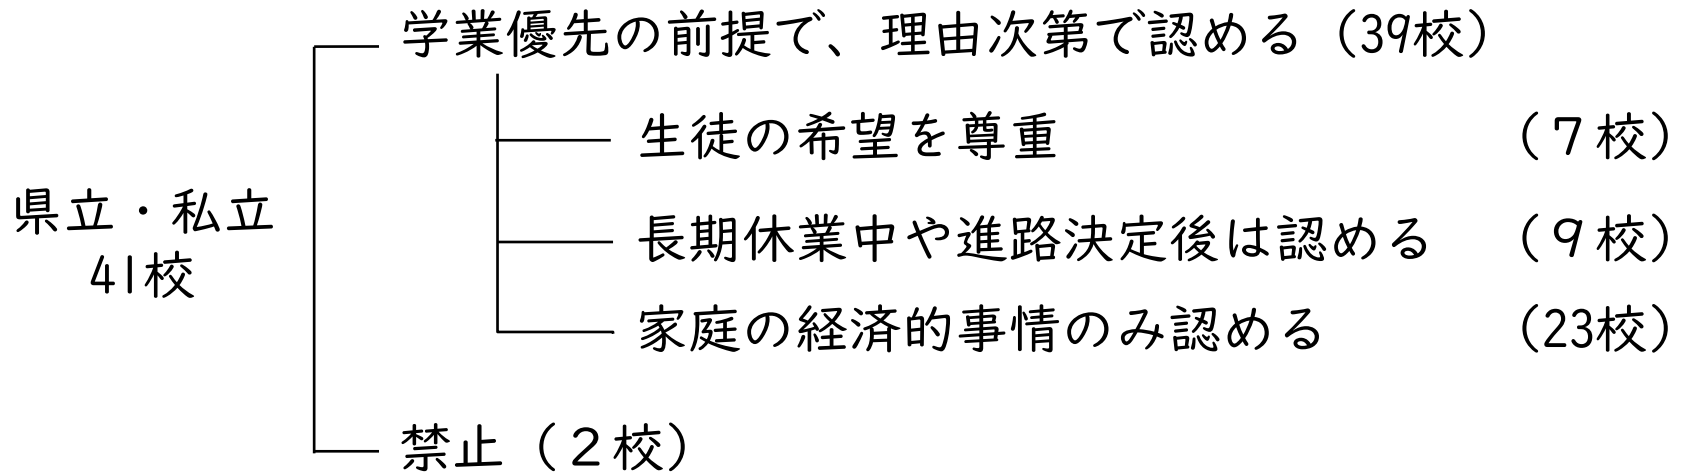 学業優先の前提で、理由次第で認める（39校）
生徒の希望を尊重　（７校）
長期休業中や進路決定後は認める　（９校）
家庭の経済的事情のみ認める　（23校）
県立・私立
41校
禁止（２校）